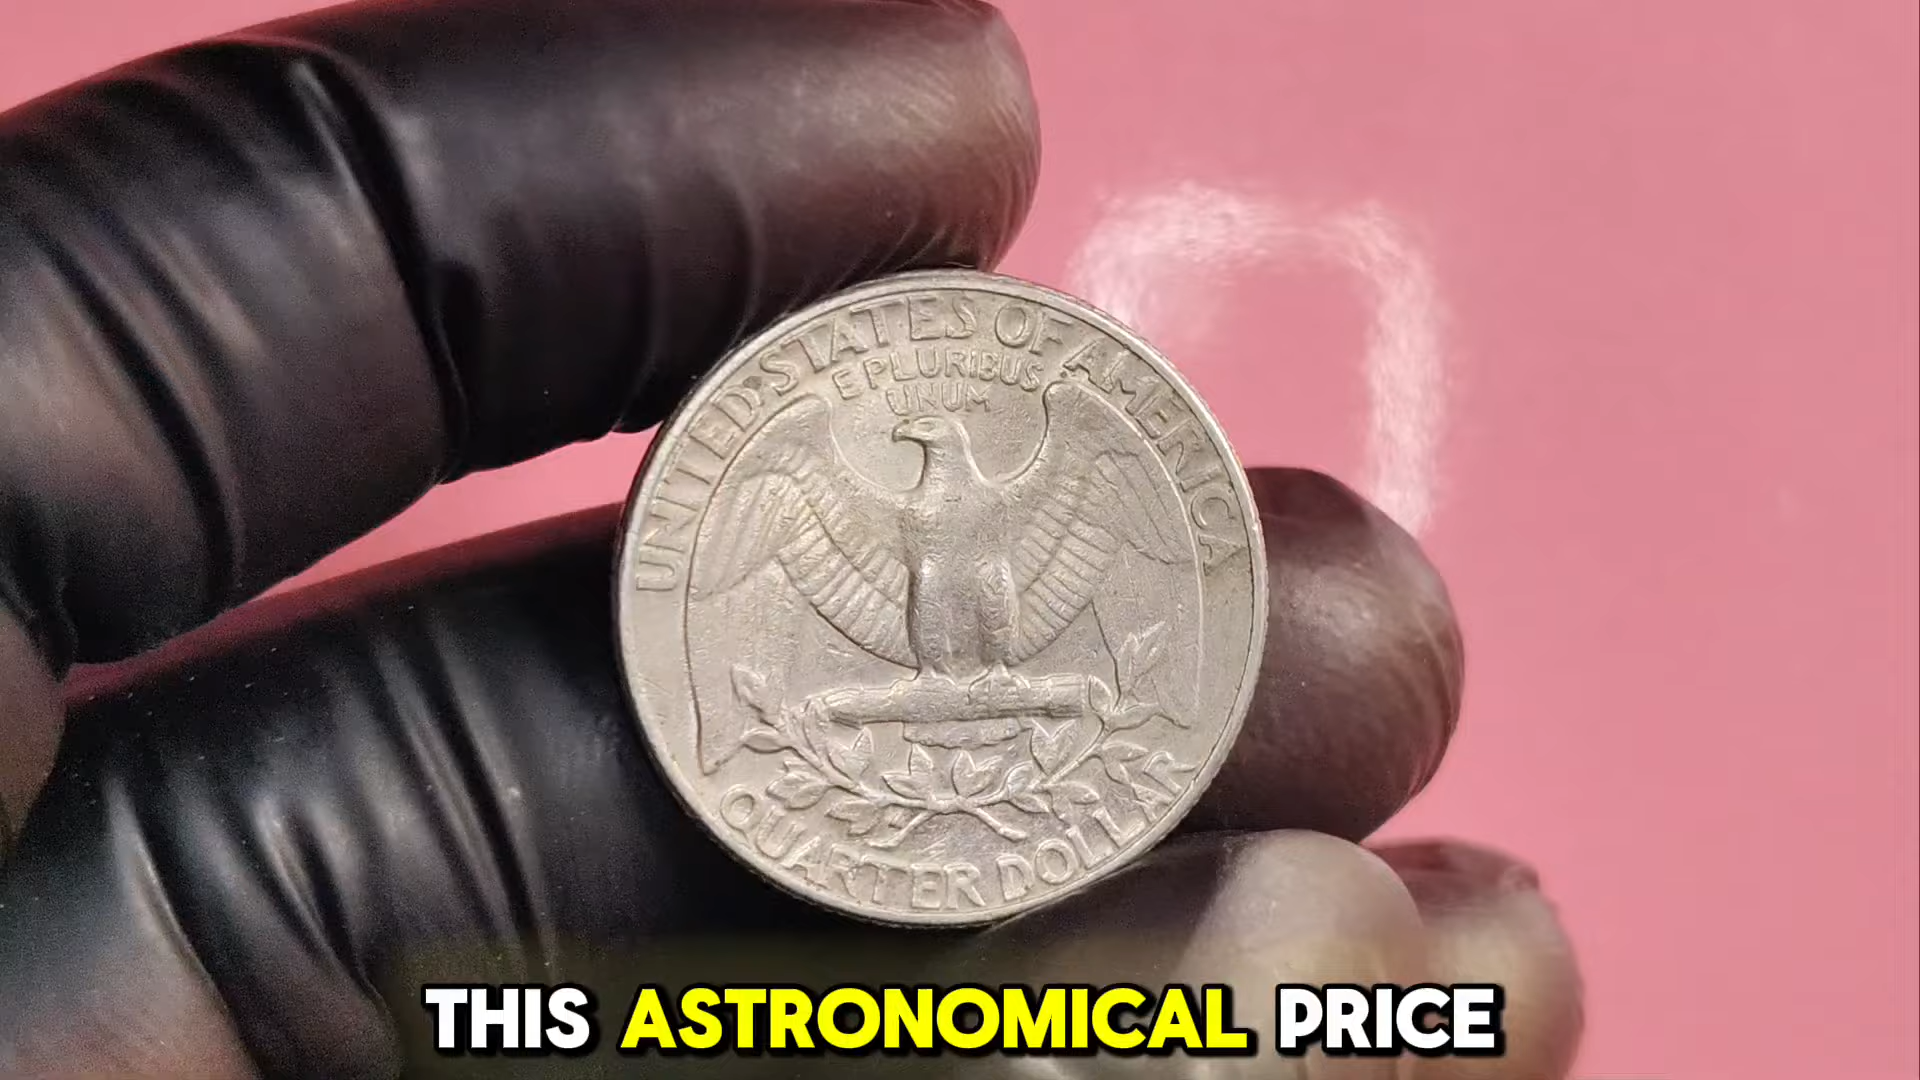 UNITED STATES OF AMERICA
E PLURIBUS
UNUM
QUARTER DOLLAR
THIS ASTRONOMICAL PRICE